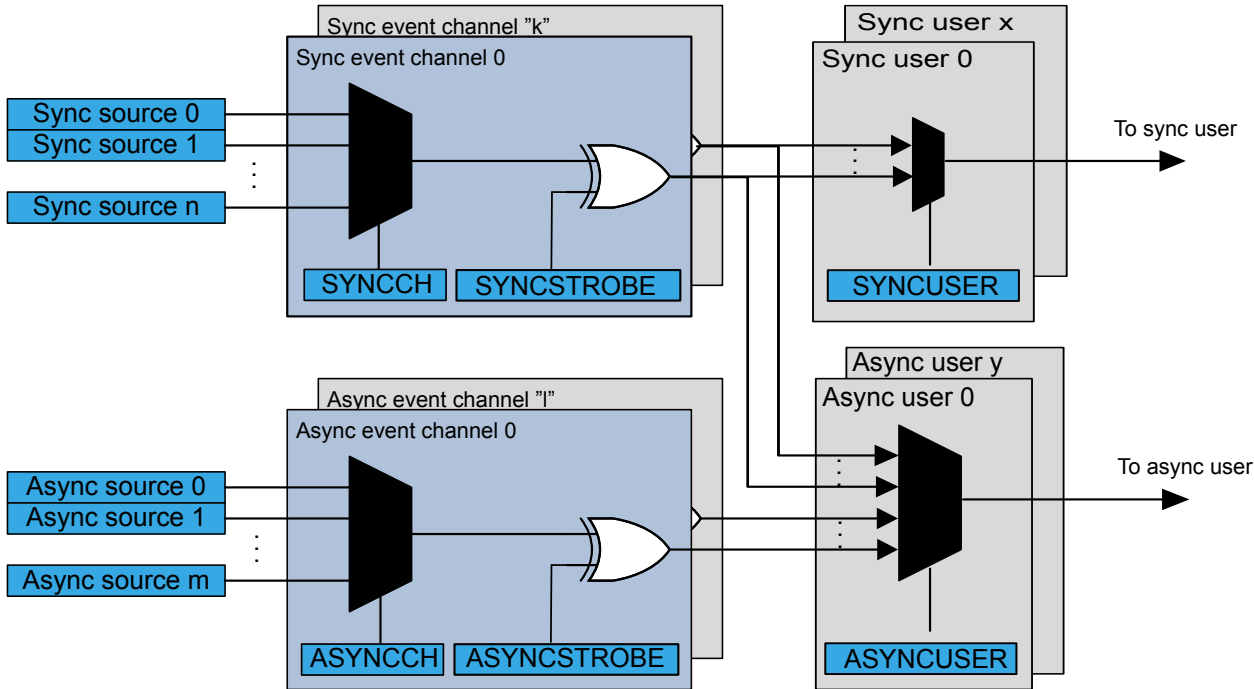 Sync event channel ”k”
Sync event channel 0
Sync source 0
Sync source 1
Sync source n
SYNCCH
SYNCSTROBE
Sync user x
Sync user 0
SYNCUSER
To sync user
Async event channel ”l”
Async event channel 0
Async source 0
Async source 1
Async source m
ASYNCCH
ASYNCSTROBE
Async user y
Async user 0
ASYNCUSER
To async user